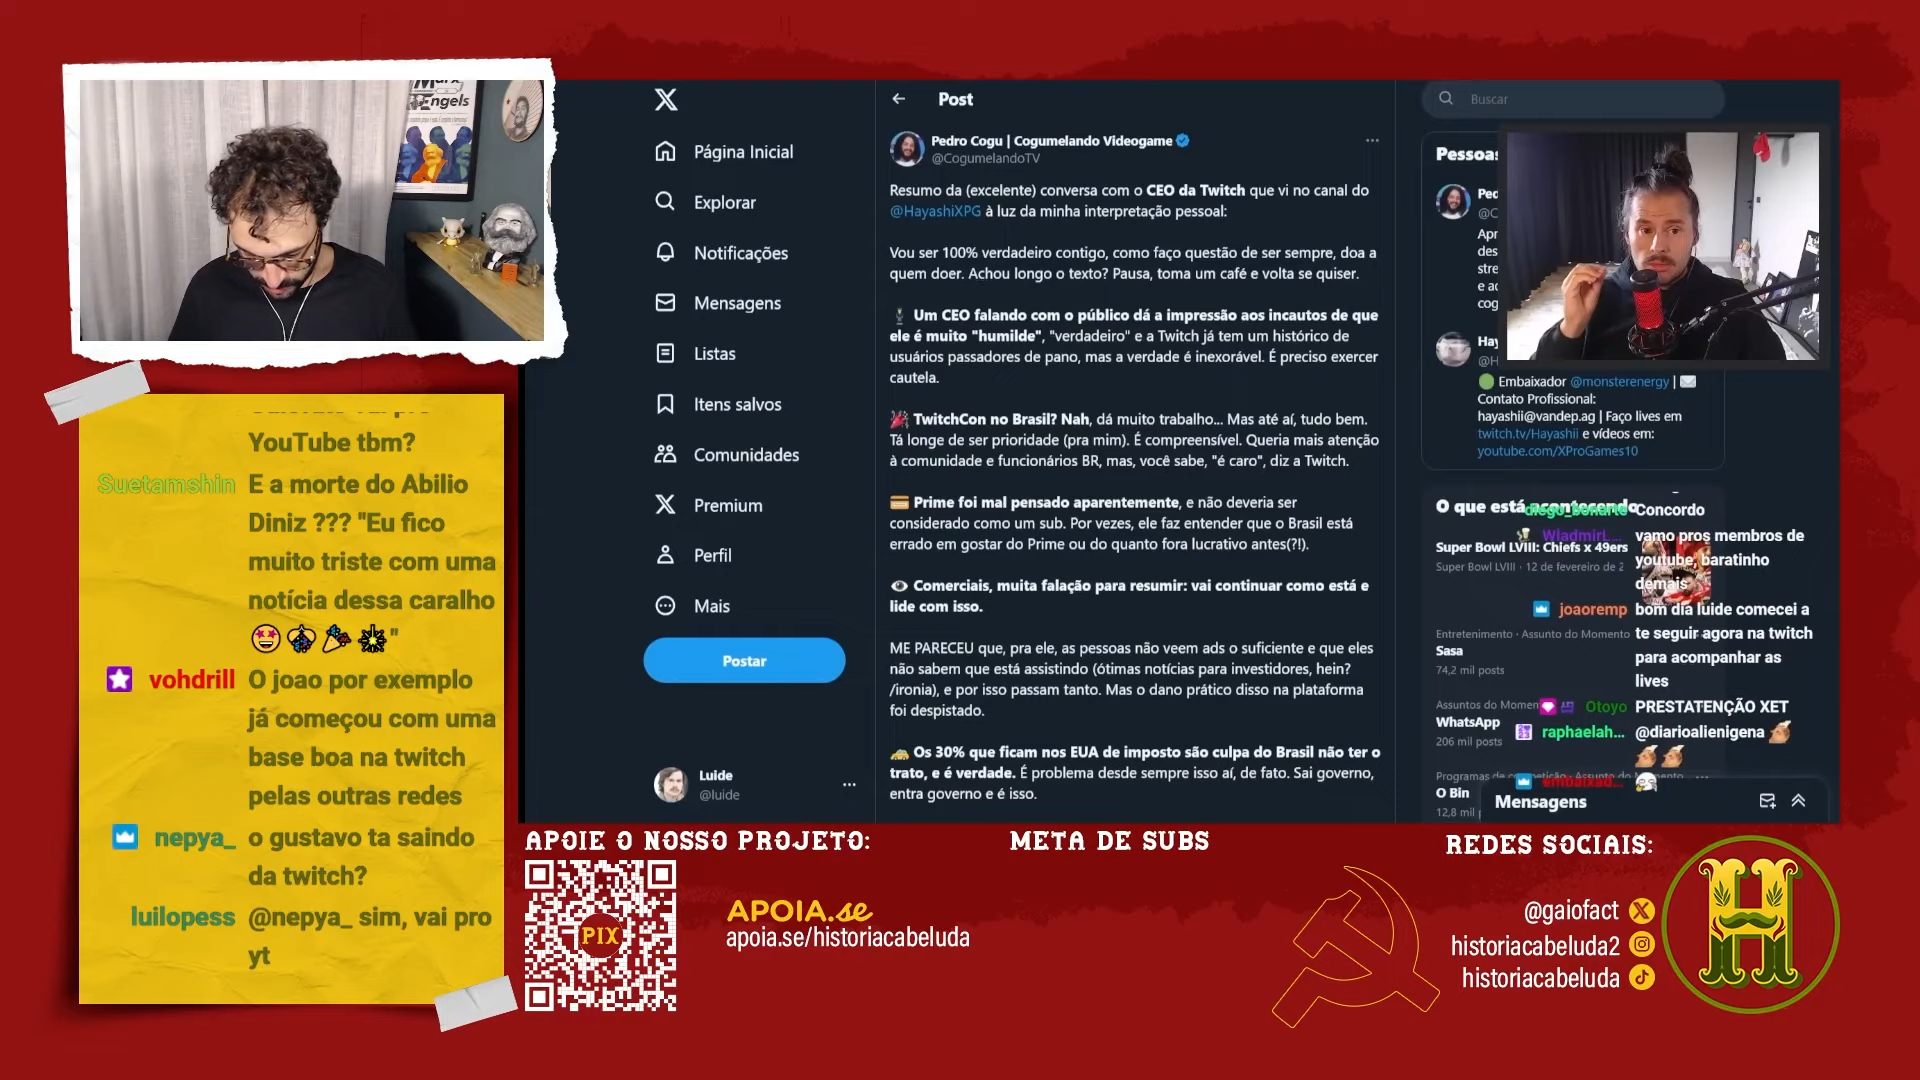 Marx
Engels
YouTube tbm?
Suetamshin E a morte do Abilio
Diniz ??? "Eu fico
muito triste com uma
notícia dessa caralho
"
vohdrill O joao por exemplo
já começou com uma
base boa na twitch
pelas outras redes
nepya_ o gustavo ta saindo
da twitch?
luilopess @nepya_ sim, vai pro
yt
Página Inicial
Explorar
Notificações
Mensagens
Listas
Itens salvos
Comunidades
Premium
Perfil
Mais
Postar
Luide
@luide
Post
Pedro Cogu | Cogumelando Videogame
@CogumelandoTV
Resumo da (excelente) conversa com o CEO da Twitch que vi no canal do
@HayashiXPG à luz da minha interpretação pessoal:
Vou ser 100% verdadeiro contigo, como faço questão de ser sempre, doa a
quem doer. Achou longo o texto? Pausa, toma um café e volta se quiser.
Um CEO falando com o público dá a impressão aos incautos de que
ele é muito "humilde", "verdadeiro" e a Twitch já tem um histórico de
usuários passadores de pano, mas a verdade é inexorável. É preciso exercer
cautela.
TwitchCon no Brasil? Nah, dá muito trabalho... Mas até aí, tudo bem.
Tá longe de ser prioridade (pra mim). É compreensível. Queria mais atenção
à comunidade e funcionários BR, mas, você sabe, "é caro", diz a Twitch.
Prime foi mal pensado aparentemente, e não deveria ser
considerado como um sub. Por vezes, ele faz entender que o Brasil está
errado em gostar do Prime ou do quanto fora lucrativo antes(?!).
Comerciais, muita falação para resumir: vai continuar como está e
lide com isso.
ME PARECEU que, pra ele, as pessoas não veem ads o suficiente e que eles
não sabem que está assistindo (ótimas notícias para investidores, hein?
/ironia), e por isso passam tanto. Mas o dano prático disso na plataforma
foi despistado.
Os 30% que ficam nos EUA de imposto são culpa do Brasil não ter o
trato, e é verdade. É problema desde sempre isso aí, de fato. Sai governo,
entra governo e é isso.
Buscar
Pessoas
Ped
@C
Apr
des
stre
e ac
cog
Hay
@H
Embaixador @monsterenergy |
Contato Profissional:
hayashii@vandep.ag | Faço lives em
twitch.tv/Hayashii e vídeos em:
youtube.com/XProGames10
O que está acontecendo
Super Bowl LVIII: Chiefs x 49ers
Super Bowl LVIII · 12 de fevereiro de 2
Entretenimento · Assunto do Momento
Sasa
74,2 mil posts
Assuntos do Momen
WhatsApp
206 mil posts
O Bin
12,8 mil
diego_bonarte Concordo
WladmirL... vamo pros membros de
youtube, baratinho
demais
joaoremp bom dia luide comecei a
te seguir agora na twitch
para acompanhar as
lives
Otoyo PRESTATENÇÃO XET
raphaelah... @diarioalienigena
embaixad...
Mensagens
APOIE O NOSSO PROJETO:
PIX
APOIA.se
apoia.se/historiacabeluda
META DE SUBS
REDES SOCIAIS:
@gaiofact
historiacabeluda2
historiacabeluda
H